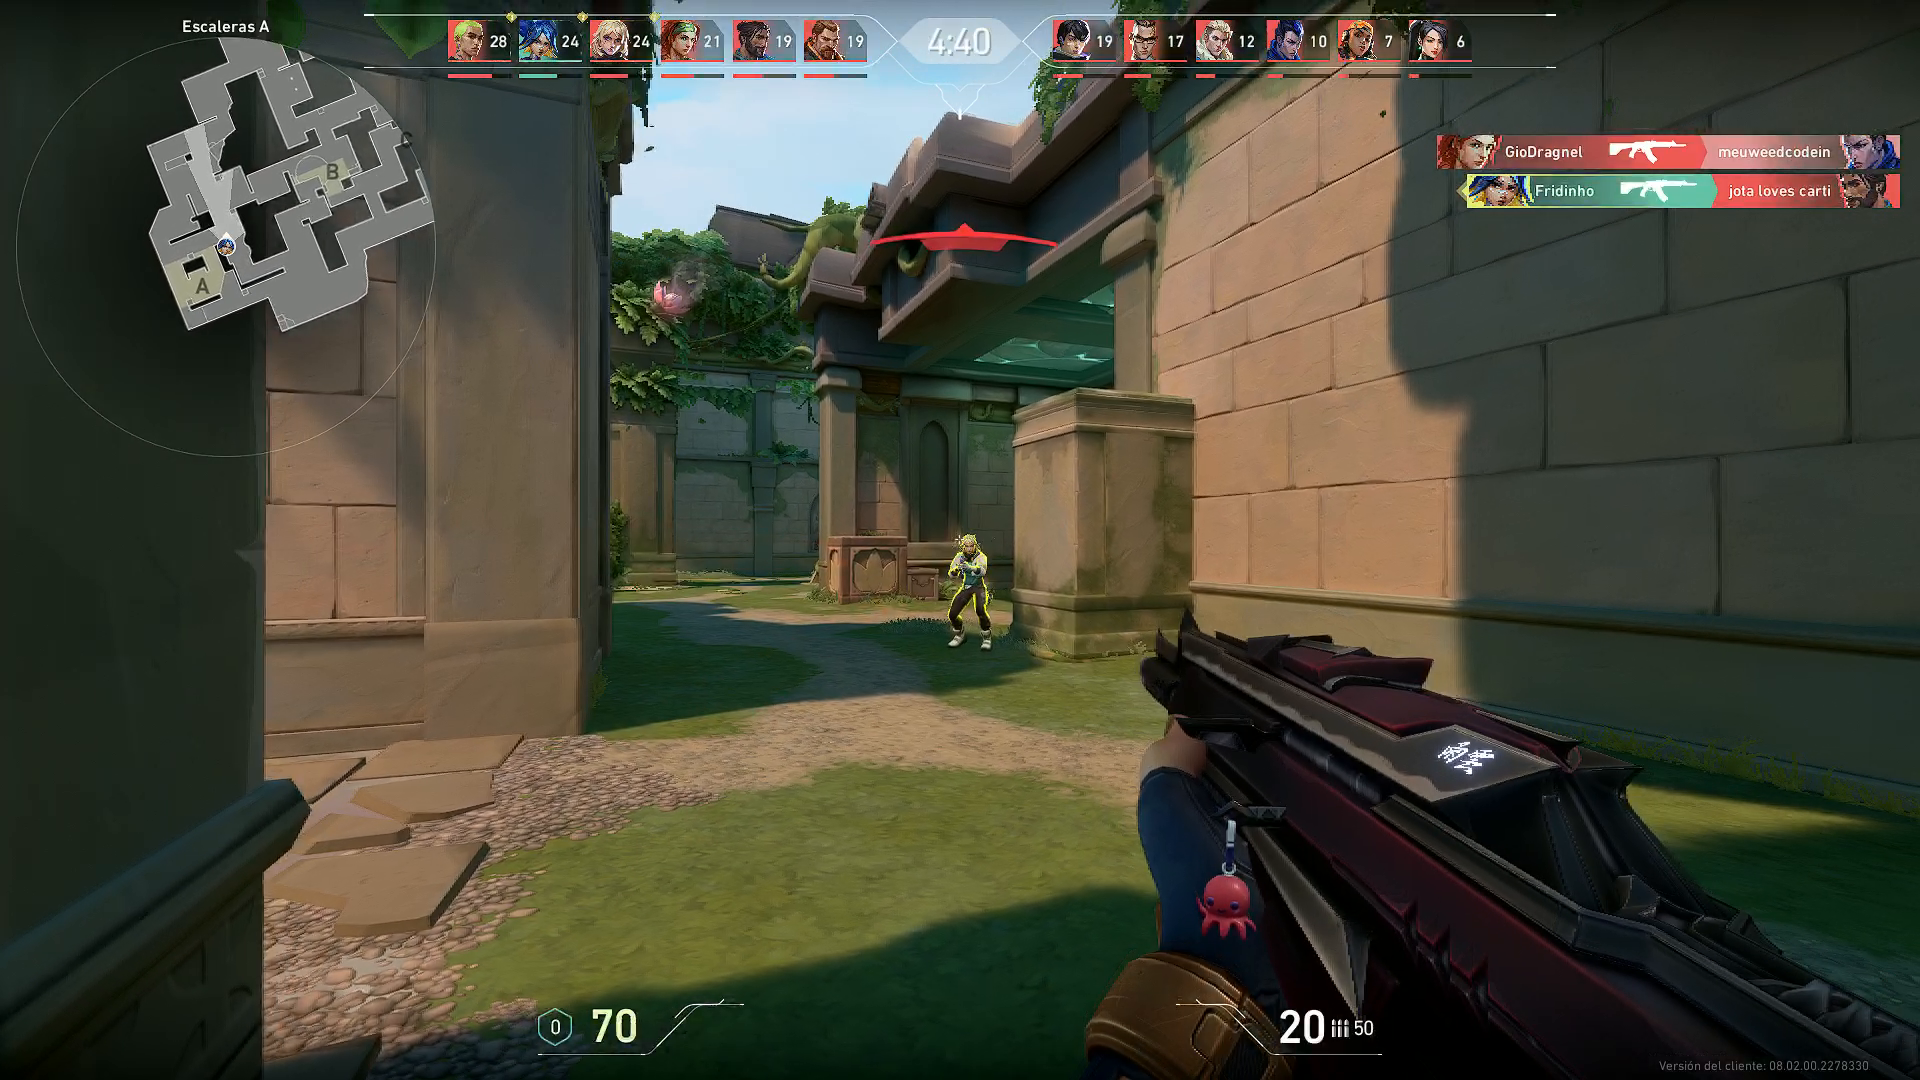 Escaleras A
28
24
24
21
19
19
4:40
19
17
12
10
7
6
C
B
A
GioDragnel
meuweedcodein
Fridinho
jota loves carti
0
70
20
50
Versión del cliente: 08.02.00.2278330